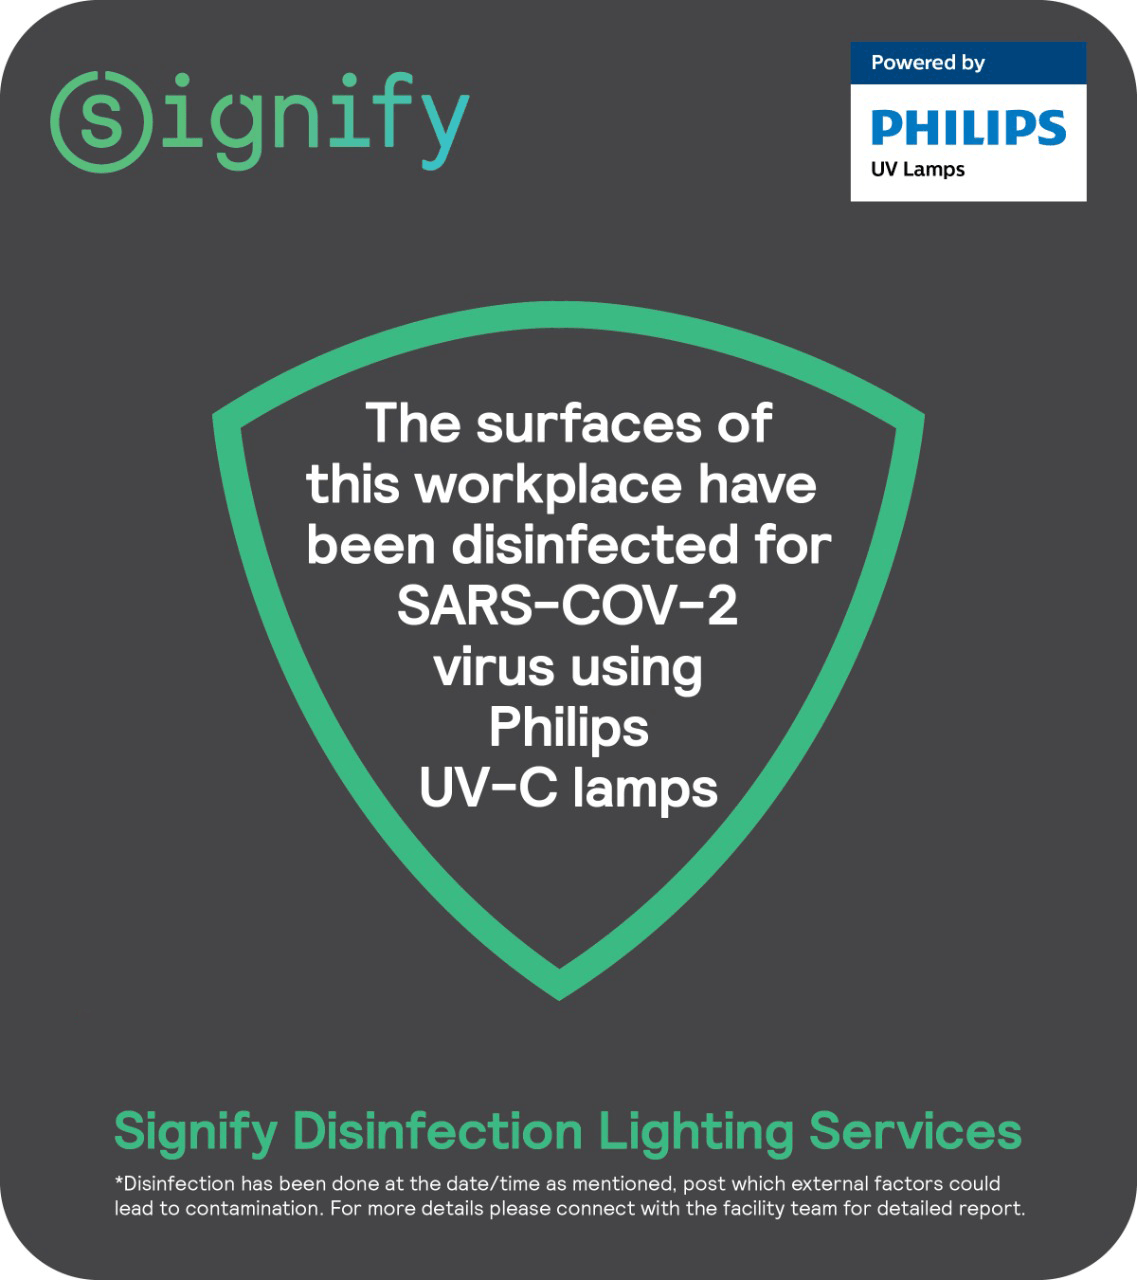 signify
Powered by
PHILIPS
UV Lamps
The surfaces of
this workplace have
been disinfected for
SARS-COV-2
virus using
Philips
UV-C lamps
Signify Disinfection Lighting Services
*Disinfection has been done at the date/time as mentioned, post which external factors could
lead to contamination. For more details please connect with the facility team for detailed report.